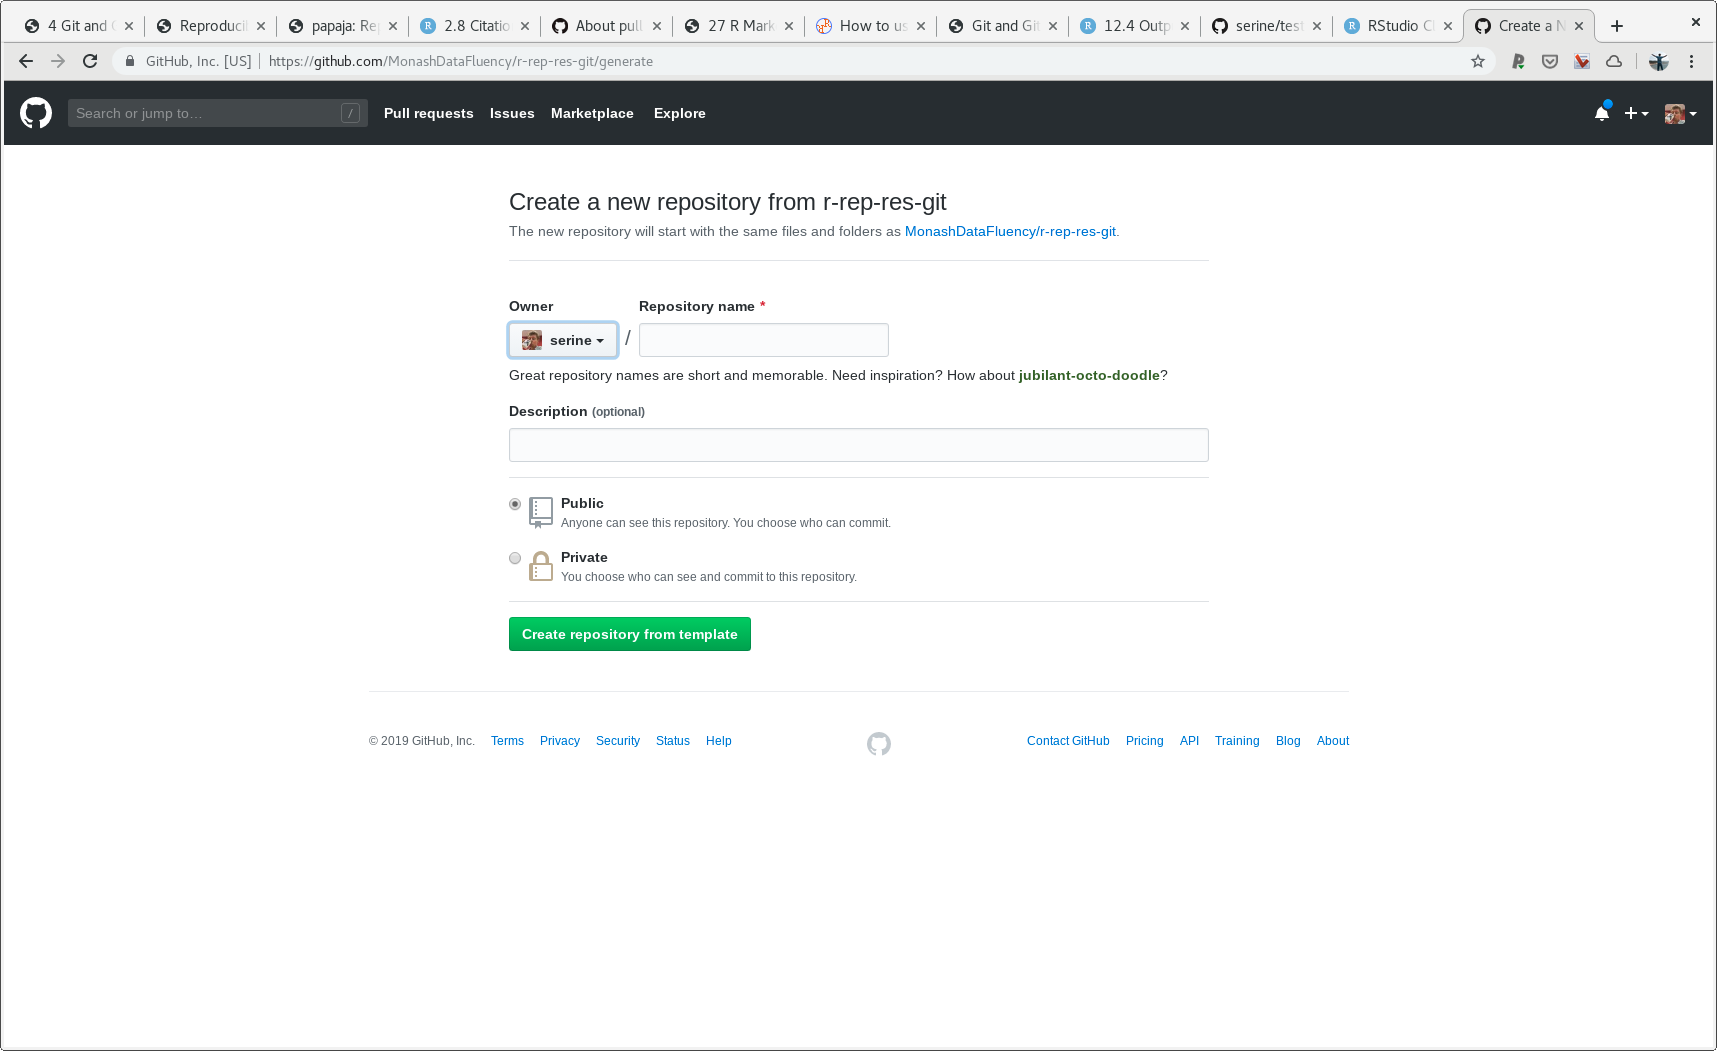 4 Git and G
Reproducil
papaja: Rep
2.8 Citatio
About pull
27 R Mark
How to us
Git and Git
12.4 Outp
serine/test
RStudio Cl
Create a N
GitHub, Inc. [US] https://github.com/MonashDataFluency/r-rep-res-git/generate
Search or jump to…
/
Pull requests
Issues
Marketplace
Explore
Create a new repository from r-rep-res-git
The new repository will start with the same files and folders as MonashDataFluency/r-rep-res-git.
Owner
Repository name *
serine
/
Great repository names are short and memorable. Need inspiration? How about jubilant-octo-doodle?
Description (optional)
Public
Anyone can see this repository. You choose who can commit.
Private
You choose who can see and commit to this repository.
Create repository from template
© 2019 GitHub, Inc. Terms Privacy Security Status Help
Contact GitHub Pricing API Training Blog About